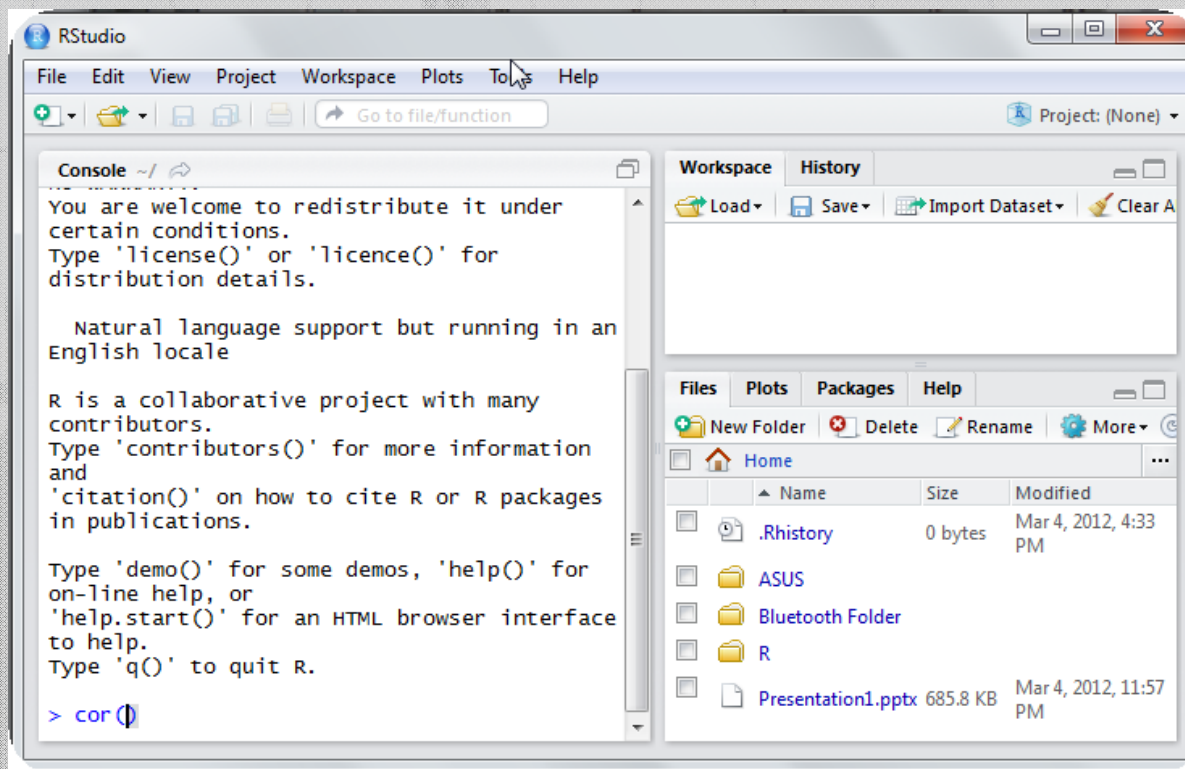 RStudio
File Edit View Project Workspace Plots Tools Help
Go to file/function
Project: (None)
Console ~/
You are welcome to redistribute it under
certain conditions.
Type 'license()' or 'licence()' for
distribution details.
Natural language support but running in an
English locale
R is a collaborative project with many
contributors.
Type 'contributors()' for more information
and
'citation()' on how to cite R or R packages
in publications.
Type 'demo()' for some demos, 'help()' for
on-line help, or
'help.start()' for an HTML browser interface
to help.
Type 'q()' to quit R.
> cor()
Workspace History
Load Save Import Dataset Clear A
Files Plots Packages Help
New Folder Delete Rename More
Home ...
Name Size Modified
.Rhistory 0 bytes Mar 4, 2012, 4:33
PM
ASUS
Bluetooth Folder
R
Presentation1.pptx 685.8 KB Mar 4, 2012, 11:57
PM